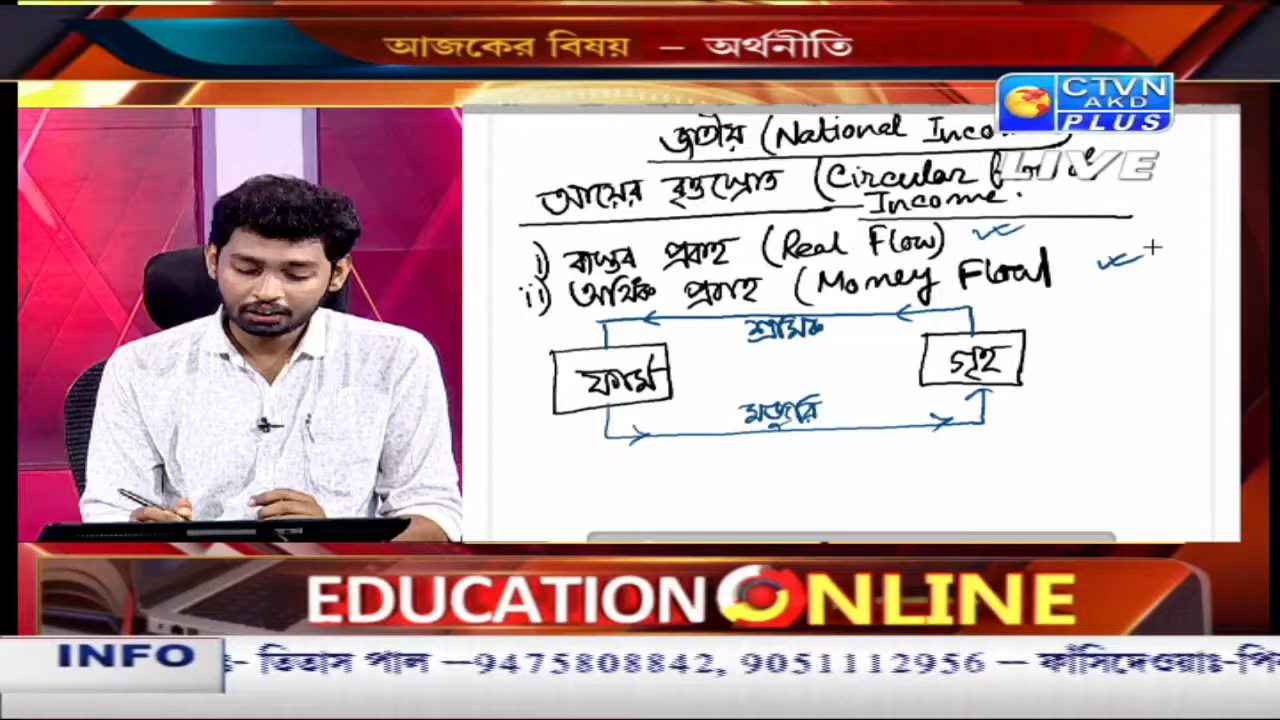 আজকের বিষয় – অর্থনীতি
CTVN
AKD
PLUS
LIVE
জাতীয় (National Inco
আয়ের বৃত্তস্রোত (Circular
Income.
i) বাস্তব প্রবাহ (Real Flow)
ii) আর্থিক প্রবাহ (Money Flow)
শ্রমিক
ফার্ম
গৃহ
মজুরি
EDUCATION ONLINE
INFO
- তিতাস পাল –9475808842, 9051112956 – ফাঁসিদেওয়াঃ-পি